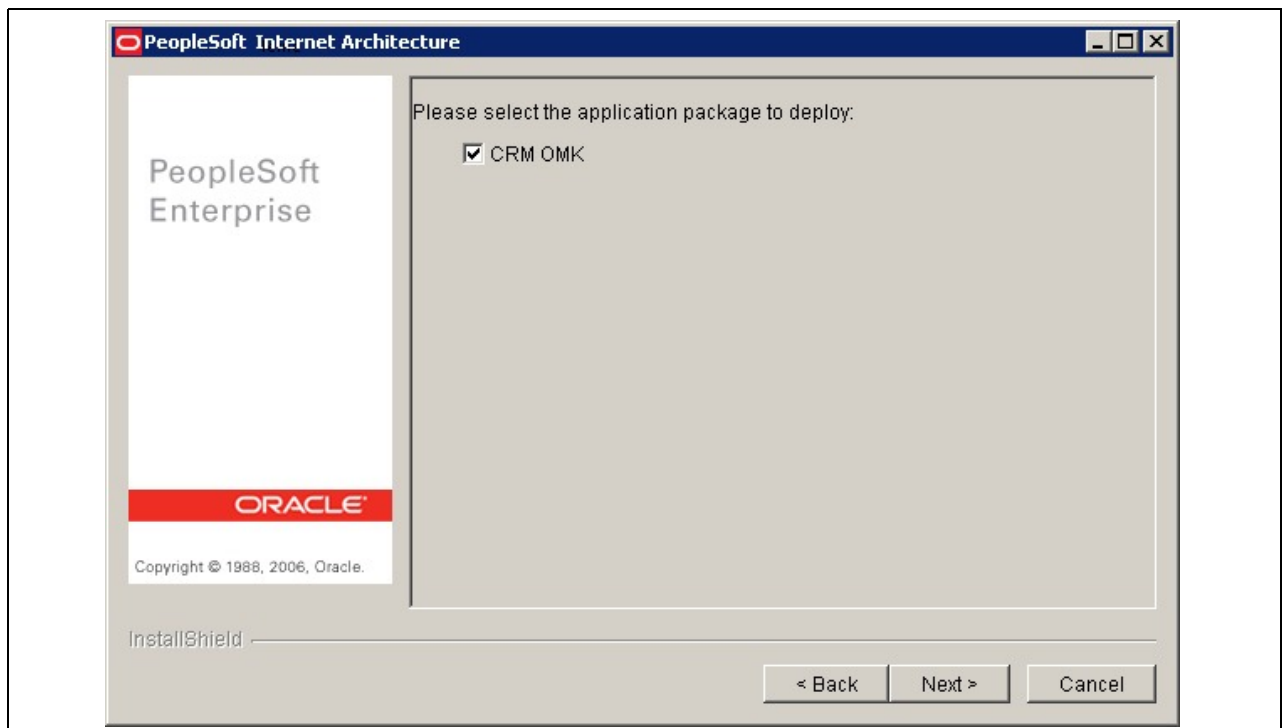 PeopleSoft Internet Architecture
Please select the application package to deploy:
CRM OMK
PeopleSoft
Enterprise
ORACLE®
Copyright © 1988, 2006, Oracle.
InstallShield
< Back
Next >
Cancel